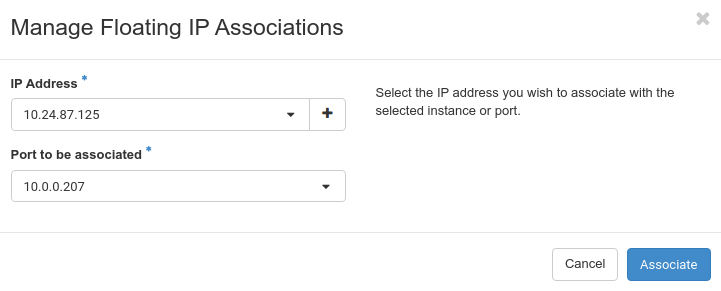 Manage Floating IP Associations
IP Address *
10.24.87.125
Select the IP address you wish to associate with the
selected instance or port.
Port to be associated *
10.0.0.207
Cancel
Associate